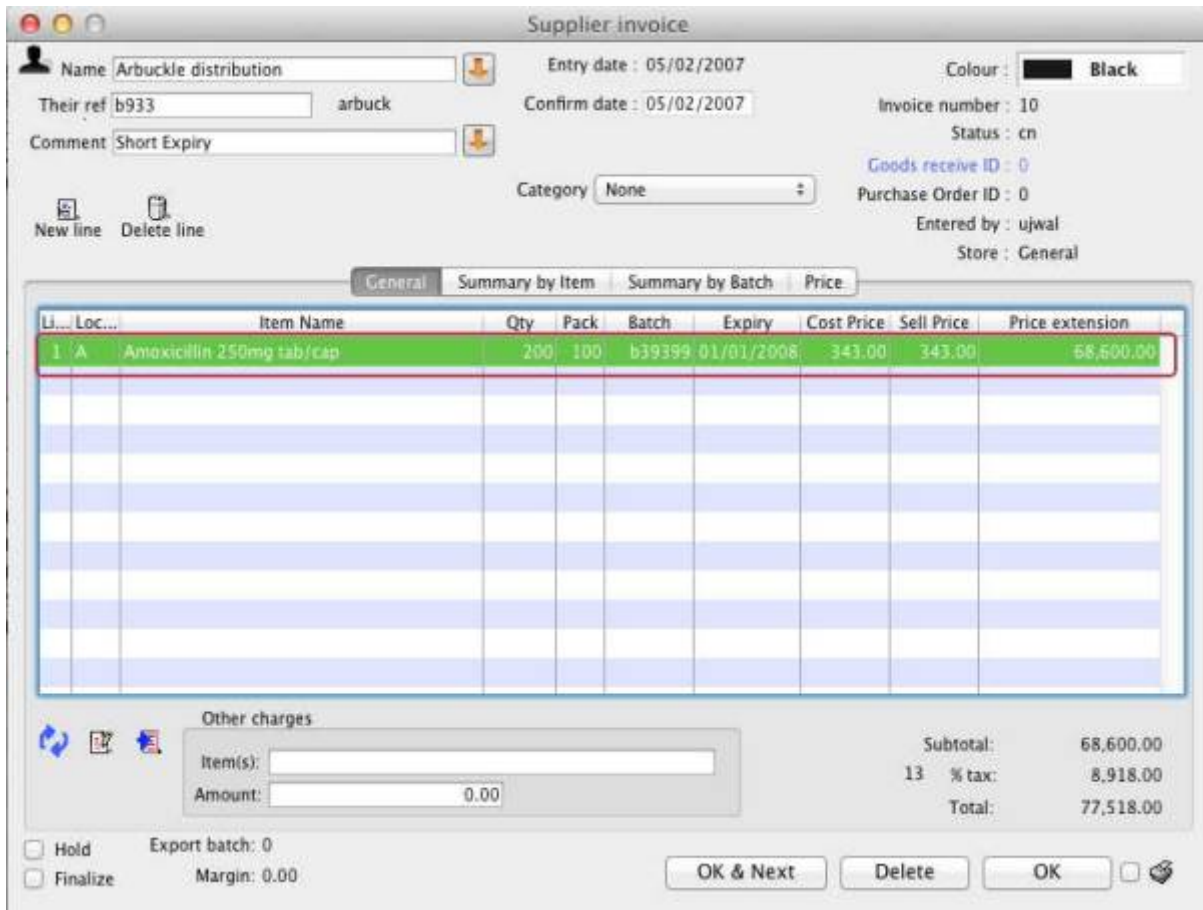 Supplier invoice
Name Arbuckle distribution
Entry date : 05/02/2007
Colour : Black
Their ref b933 arbuck
Confirm date : 05/02/2007
Invoice number : 10
Comment Short Expiry
Status : cn
Goods receive ID : 0
Category None
Purchase Order ID : 0
New line Delete line
Entered by : ujwal
Store : General
General Summary by Item Summary by Batch Price
Li... Loc... Item Name Qty Pack Batch Expiry Cost Price Sell Price Price extension
1 A Amoxicillin 250mg tab/cap 200 100 b39399 01/01/2008 343.00 343.00 68,600.00
Other charges
Item(s):
Amount: 0.00
Subtotal: 68,600.00
13 % tax: 8,918.00
Total: 77,518.00
Hold Export batch: 0
Finalize Margin: 0.00
OK & Next Delete OK